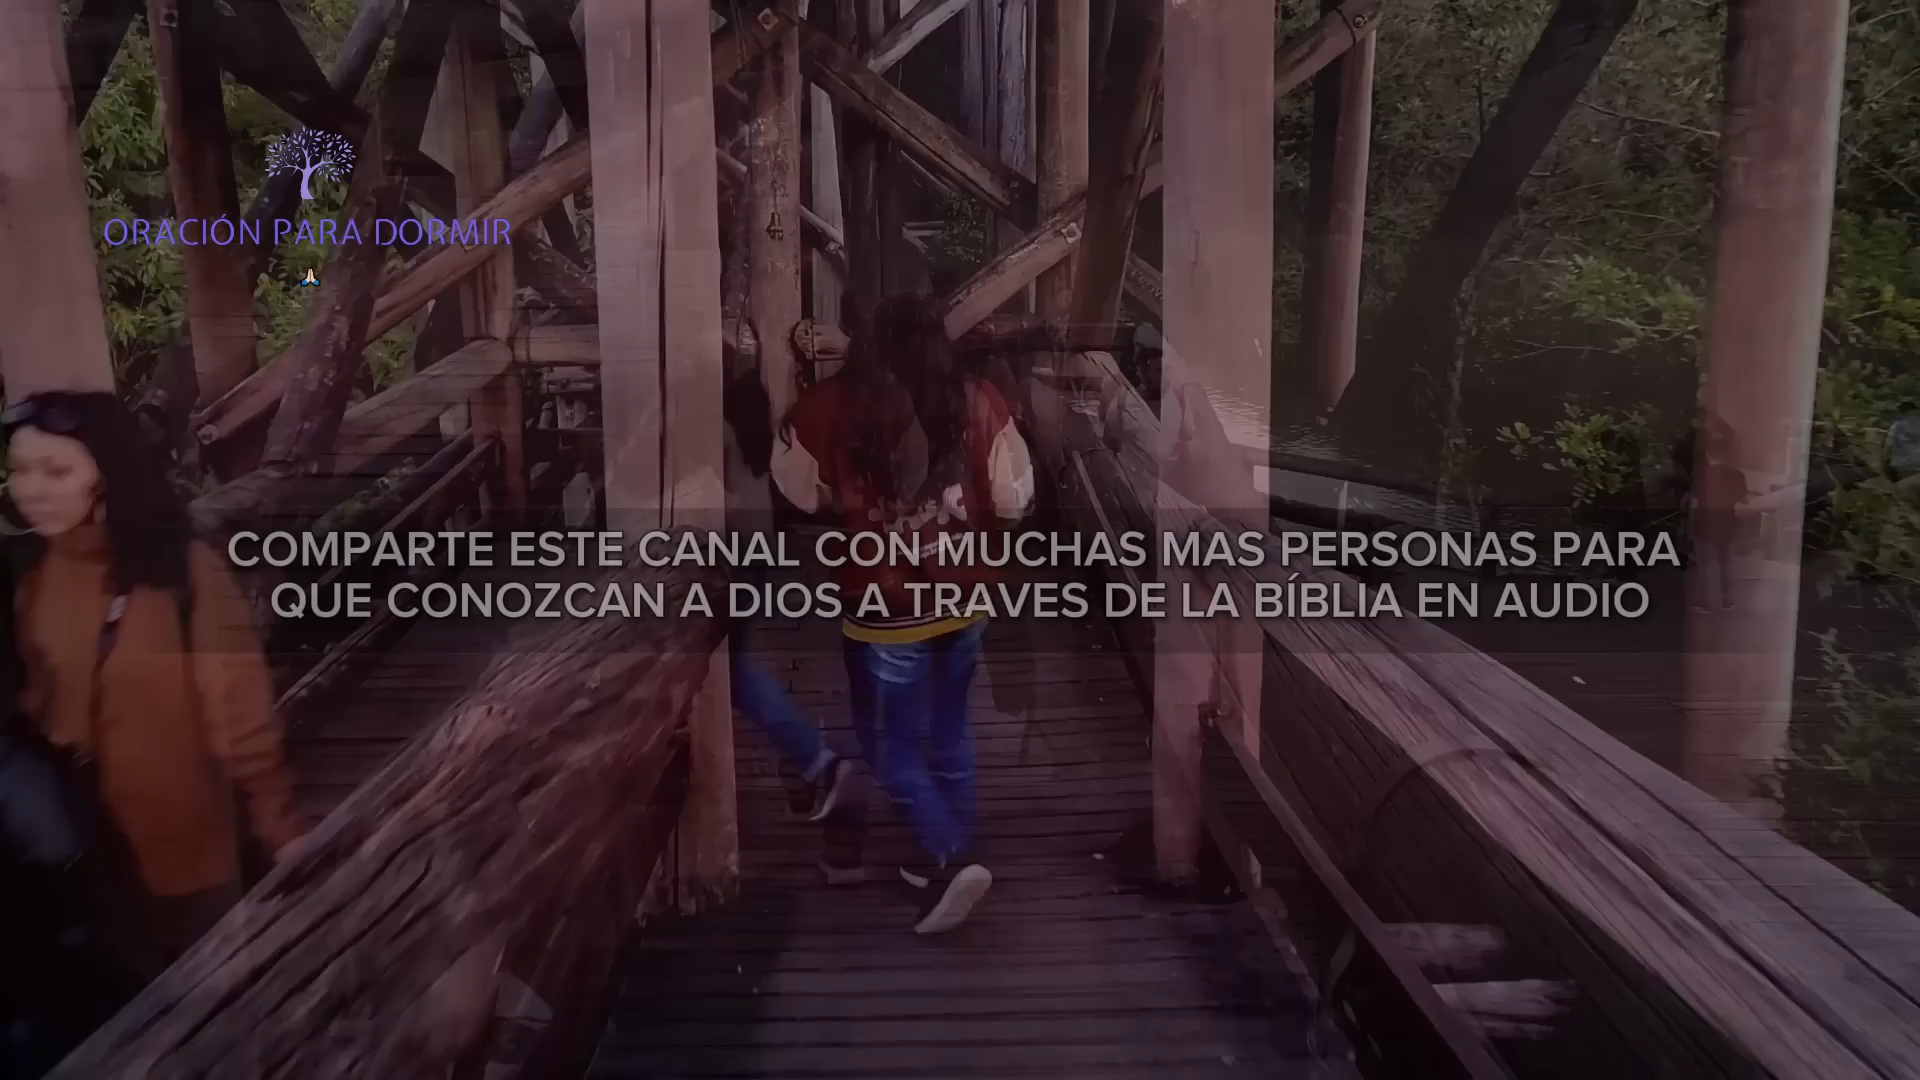 ORACIÓN PARA DORMIR
COMPARTE ESTE CANAL CON MUCHAS MAS PERSONAS PARA
QUE CONOZCAN A DIOS A TRAVES DE LA BÍBLIA EN AUDIO